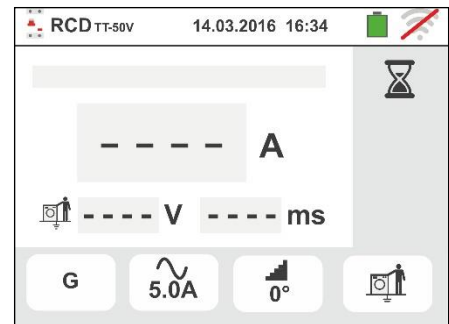 RCD TT-50V 14.03.2016 16:34
- - - - A
- - - - V - - - - ms
G 5.0A 0°